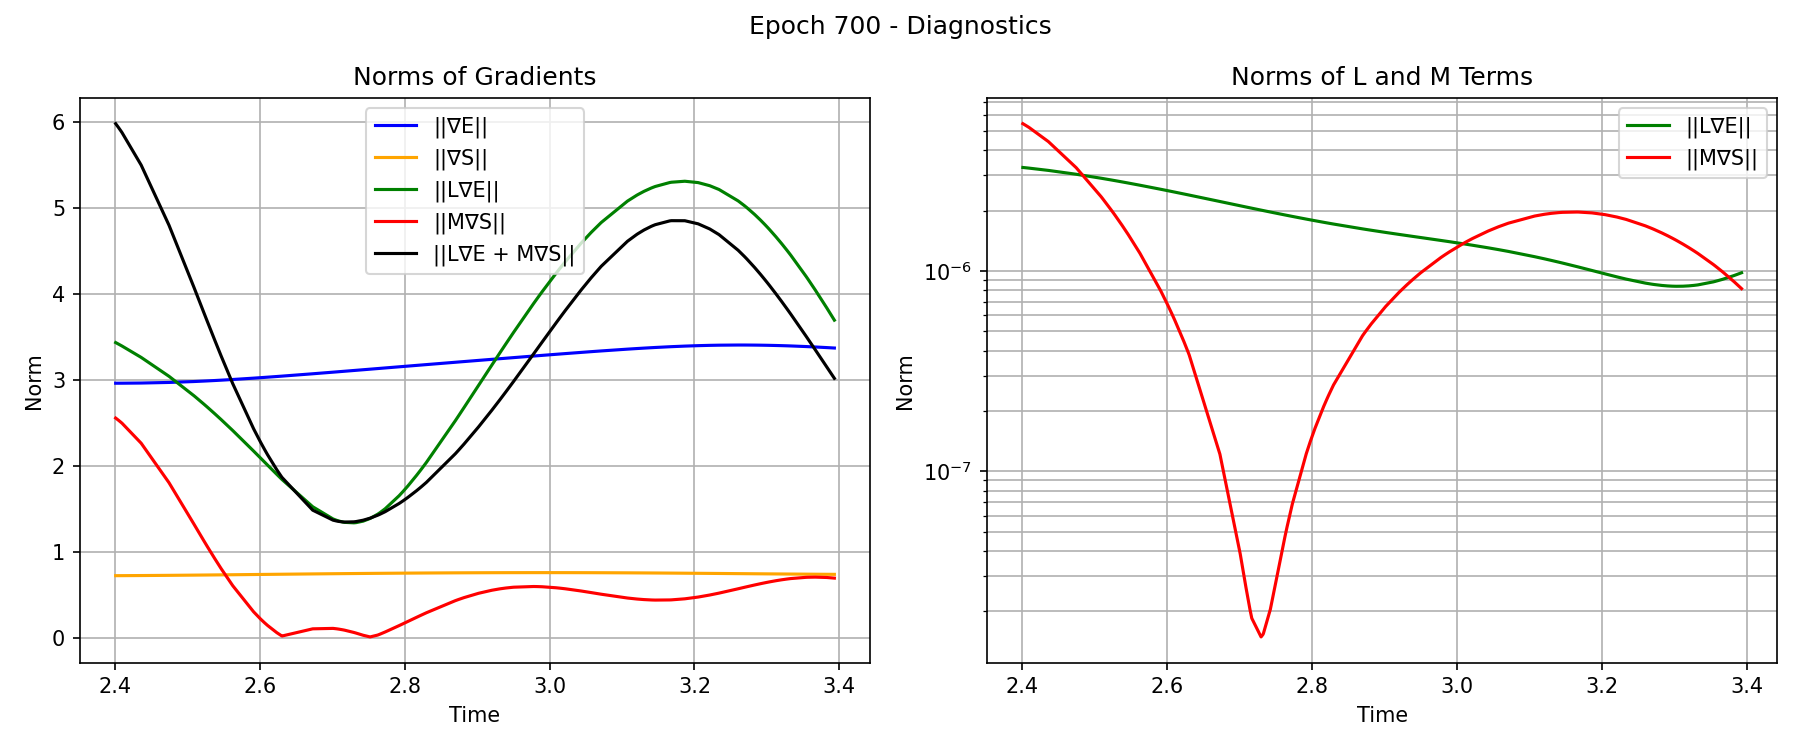 Epoch 700 - Diagnostics
Norms of Gradients
6
5
4
3
2
1
0
Norm
2.4 2.6 2.8 3.0 3.2 3.4
Time
||∇E||
||∇S||
||L∇E||
||M∇S||
||L∇E + M∇S||
Norms of L and M Terms
10⁻⁶
10⁻⁷
Norm
2.4 2.6 2.8 3.0 3.2 3.4
Time
||L∇E||
||M∇S||